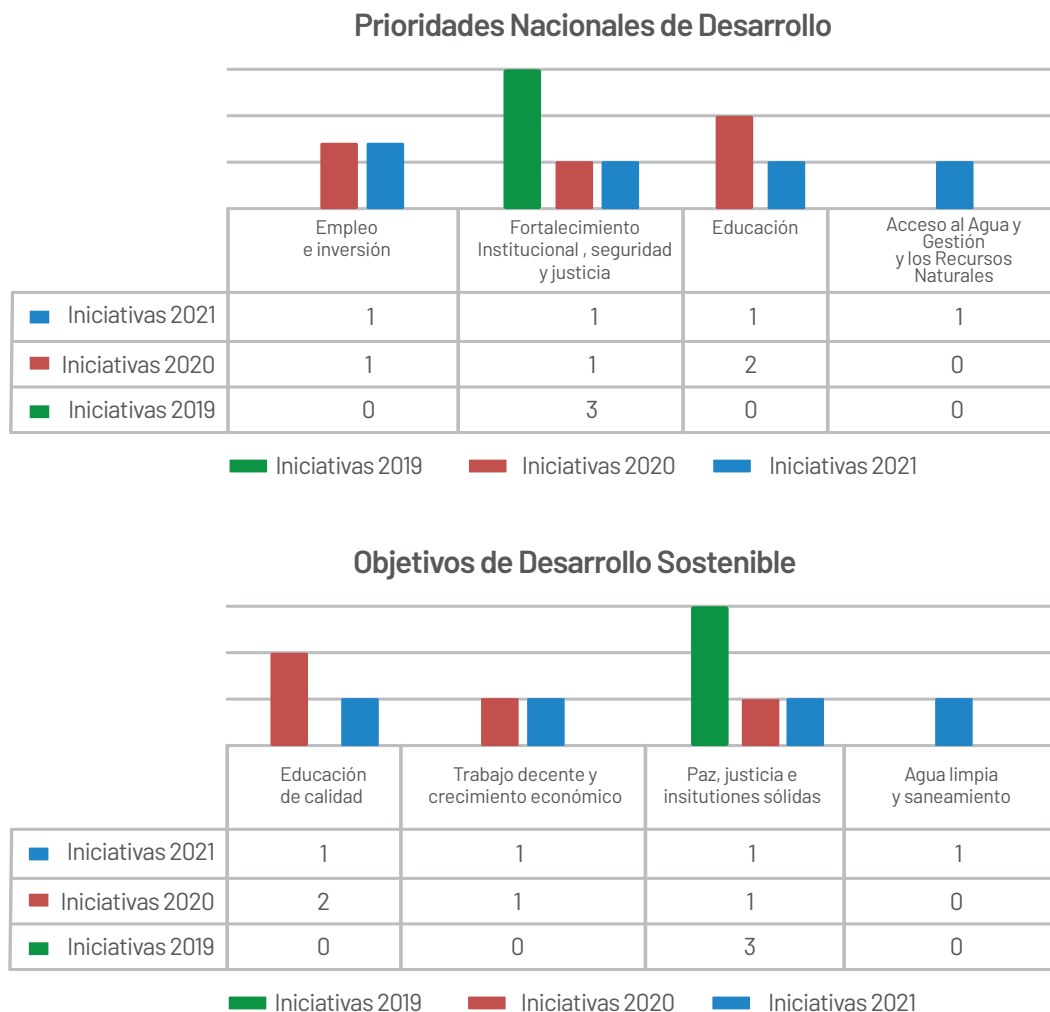 Prioridades Nacionales de Desarrollo
Empleo
e inversión
Fortalecimiento
Institucional , seguridad
y justicia
Educación
Acceso al Agua y
Gestión
y los Recursos
Naturales
Iniciativas 2021 1 1 1 1
Iniciativas 2020 1 1 2 0
Iniciativas 2019 0 3 0 0
Iniciativas 2019 Iniciativas 2020 Iniciativas 2021
Objetivos de Desarrollo Sostenible
Educación
de calidad
Trabajo decente y
crecimiento económico
Paz, justicia e
insitutiones sólidas
Agua limpia
y saneamiento
Iniciativas 2021 1 1 1 1
Iniciativas 2020 2 1 1 0
Iniciativas 2019 0 0 3 0
Iniciativas 2019 Iniciativas 2020 Iniciativas 2021